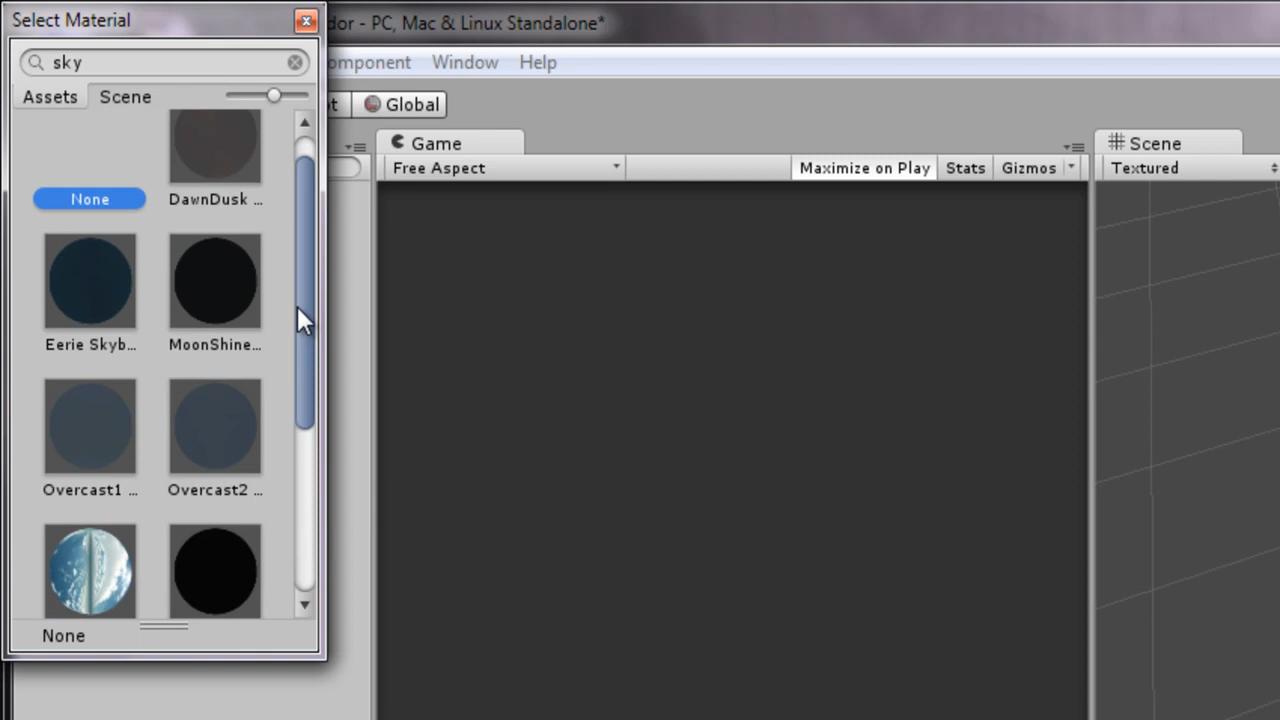 Select Material
dor - PC, Mac & Linux Standalone*
sky
omponent Window Help
Assets Scene
ot Global
Game
Scene
Free Aspect
Maximize on Play Stats Gizmos
Textured
None
DawnDusk ...
Eerie Skyb...
MoonShine...
Overcast1 ...
Overcast2 ...
None